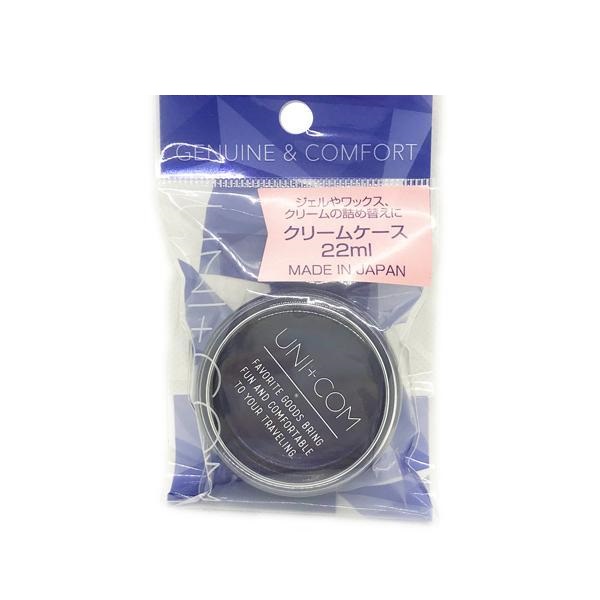 GENUINE & COMFORT
ジェルやワックス、
クリームの詰め替えに
クリームケース
22ml
MADE IN JAPAN
UNI+COM
®
FAVORITE GOODS BRING
FUN AND COMFORTABLE
TO YOUR TRAVELING.